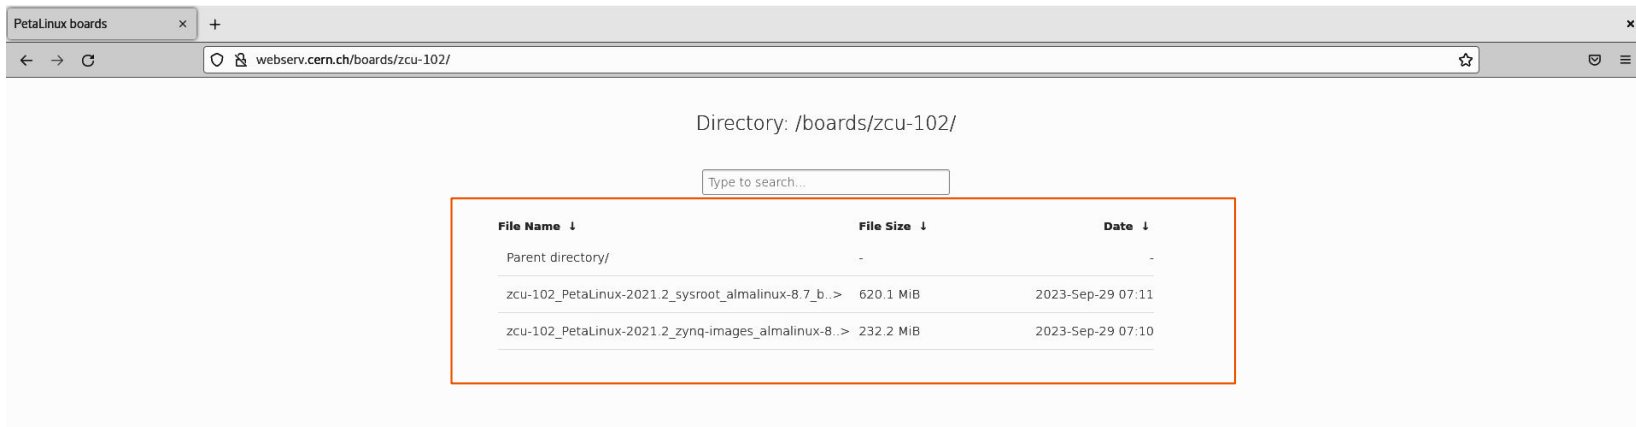 PetaLinux boards × +
webserv.cern.ch/boards/zcu-102/
Directory: /boards/zcu-102/
Type to search...
File Name ↓ File Size ↓ Date ↓
Parent directory/ - -
zcu-102_PetaLinux-2021.2_sysroot_almalinux-8.7_b..> 620.1 MiB 2023-Sep-29 07:11
zcu-102_PetaLinux-2021.2_zynq-images_almalinux-8..> 232.2 MiB 2023-Sep-29 07:10